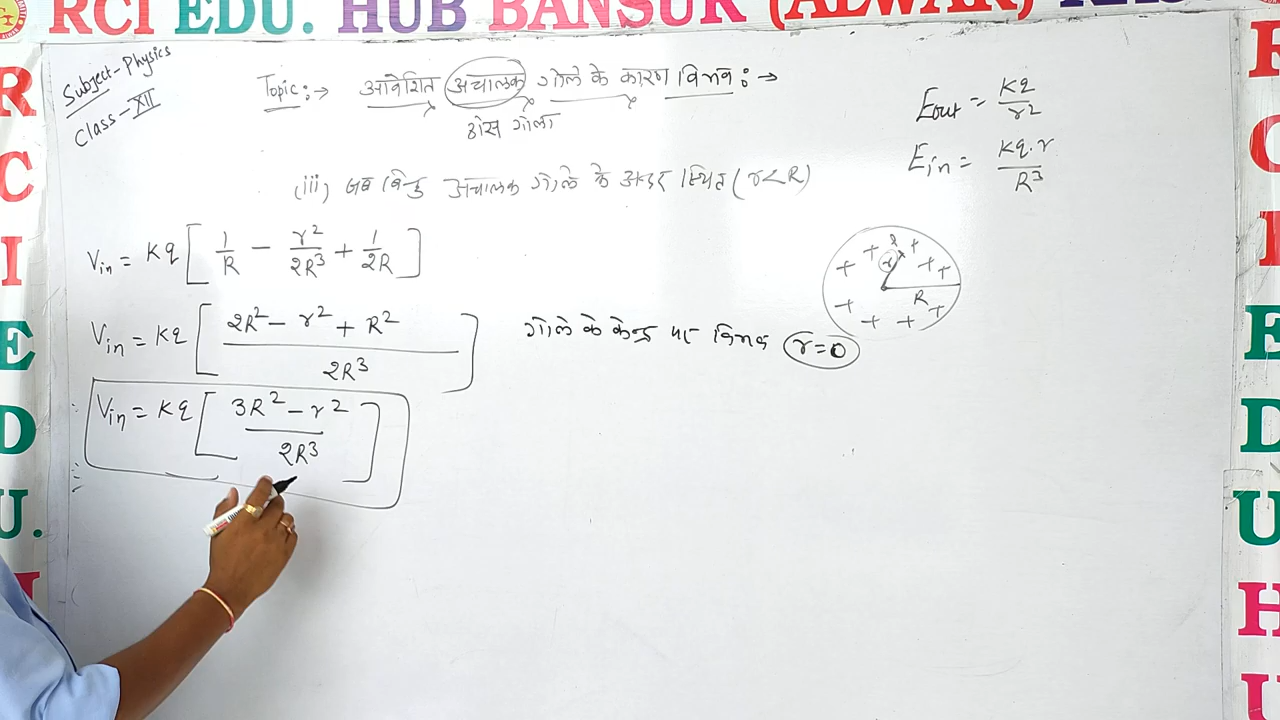 RCI EDU. HUB BANSUR (ALWAR)
Subject-Physics
Class-XII
Topic:→ आवेशित अचालक गोले के कारण विभव:→
ठोस गोला
(iii) जब बिन्दु अचालक गोले के अन्दर स्थित (r<R)
Eout = Kq/r²
Ein = Kq.r/R³
Vin = Kq [ 1/R - r²/2R³ + 1/2R ]
Vin = Kq [ 2R² - r² + R² / 2R³ ]
Vin = Kq [ 3R² - r² / 2R³ ]
गोले के केन्द्र पर विभव r=0
+ + + + + + + + + +
r
R
R
C
I
E
D
U.
E
D
U
H
U